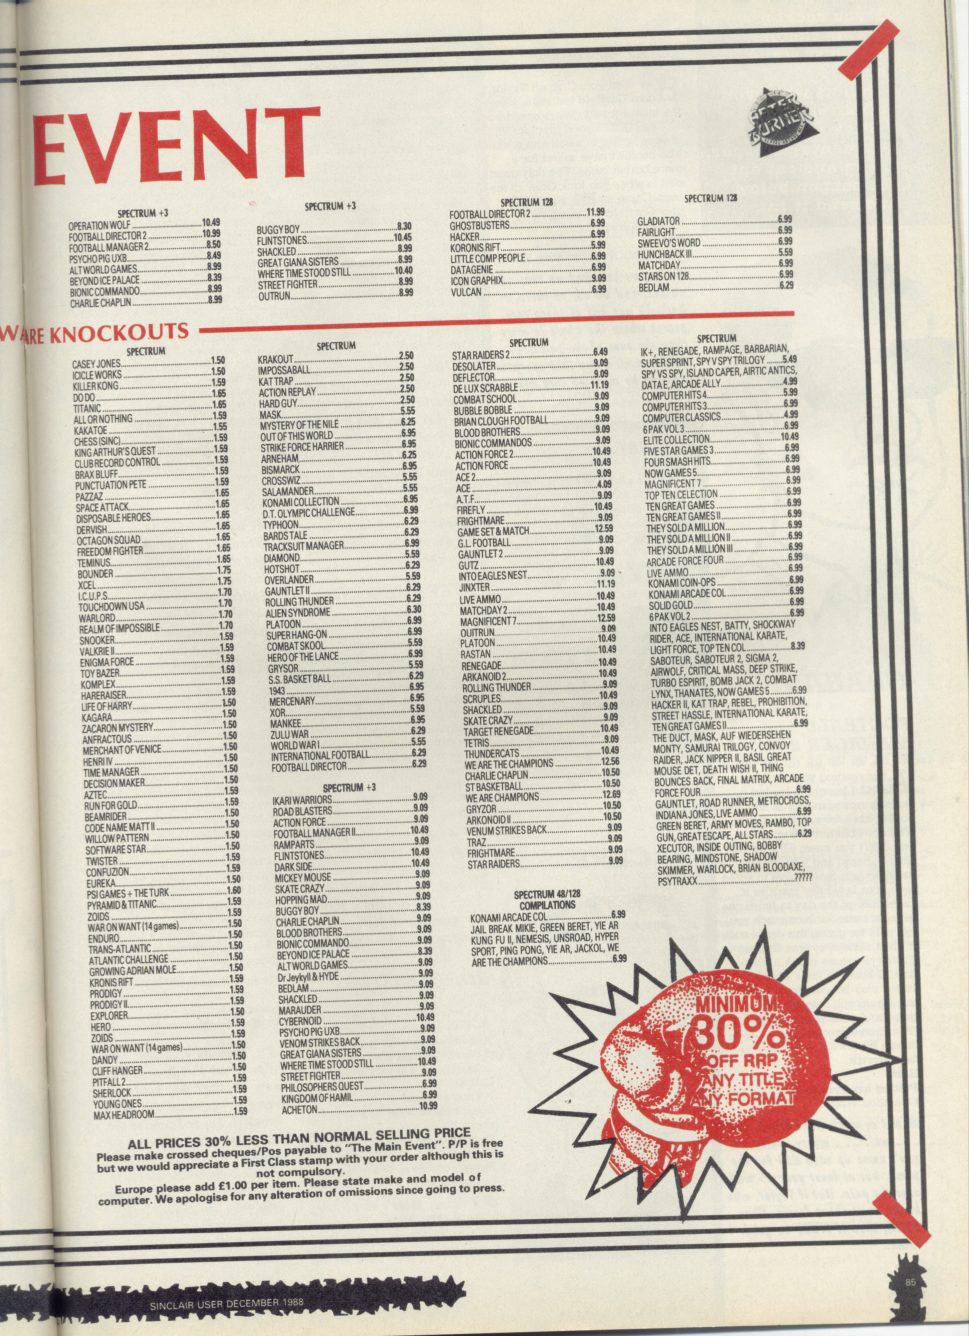 EVENT
AFTER BURNER
SPECTRUM +3
OPERATION WOLF 10.49
FOOTBALL DIRECTOR 2 10.99
FOOTBALL MANAGER 2 8.50
PSYCHO PIG UXB 8.49
ALT WORLD GAMES 8.99
BEYOND ICE PALACE 8.39
BIONIC COMMANDO 8.99
CHARLIE CHAPLIN 8.99
SPECTRUM +3
BUGGY BOY 8.30
FLINTSTONES 10.45
SHACKLED 8.99
GREAT GIANA SISTERS 8.99
WHERE TIME STOOD STILL 10.40
STREET FIGHTER 8.99
OUTRUN 8.99
SPECTRUM 128
FOOTBALL DIRECTOR 2 11.99
GHOSTBUSTERS 6.99
HACKER 6.99
KORONIS RIFT 5.99
LITTLE COMP PEOPLE 6.99
DATAGENIE 6.99
ICON GRAPHIX 9.09
VULCAN 6.99
SPECTRUM 128
GLADIATOR 6.99
FAIRLIGHT 6.99
SWEEVO'S WORD 6.99
HUNCHBACK III 5.59
MATCHDAY 6.99
STARS ON 128 6.99
BEDLAM 6.29
WARE KNOCKOUTS
SPECTRUM
CASEY JONES 1.50
ICICLE WORKS 1.50
KILLER KONG 1.59
DO DO 1.65
TITANIC 1.65
ALL OR NOTHING 1.59
KAKATOE 1.55
CHESS (SINC) 1.59
KING ARTHUR'S QUEST 1.59
CLUB RECORD CONTROL 1.59
BRAX BLUFF 1.59
PUNCTUATION PETE 1.59
PAZZAZ 1.65
SPACE ATTACK 1.65
DISPOSABLE HEROES 1.65
DERVISH 1.65
OCTAGON SQUAD 1.65
FREEDOM FIGHTER 1.65
TEMINUS 1.65
BOUNDER 1.75
XCEL 1.75
I.C.U.P.S. 1.70
TOUCHDOWN USA 1.70
WARLORD 1.70
REALM OF IMPOSSIBLE 1.70
SNOOKER 1.59
VALKRIE II 1.59
ENIGMA FORCE 1.59
TOY BAZER 1.59
KOMPLEX 1.59
HARERAISER 1.59
LIFE OF HARRY 1.50
KAGARA 1.50
ZACARON MYSTERY 1.50
ANFRACTOUS 1.50
MERCHANT OF VENICE 1.50
HENRI IV 1.50
TIME MANAGER 1.50
DECISION MAKER 1.50
AZTEC 1.59
RUN FOR GOLD 1.59
BEAMRIDER 1.50
CODE NAME MATT II 1.50
WILLOW PATTERN 1.50
SOFTWARE STAR 1.50
TWISTER 1.59
CONFUZION 1.59
EUREKA 1.50
PSI GAMES + THE TURK 1.60
PYRAMID & TITANIC 1.59
ZOIDS 1.59
WAR ON WANT (14 games) 1.50
ENDURO 1.50
TRANS-ATLANTIC 1.50
ATLANTIC CHALLENGE 1.50
GROWING ADRIAN MOLE 1.50
KRONIS RIFT 1.59
PRODIGY 1.59
PRODIGY II 1.59
EXPLORER 1.50
HERO 1.59
ZOIDS 1.59
WAR ON WANT (14 games) 1.50
DANDY 1.50
CLIFF HANGER 1.50
PITFALL 2 1.59
SHERLOCK 1.59
YOUNG ONES 1.59
MAX HEADROOM 1.59
SPECTRUM
KRAKOUT 2.50
IMPOSSABALL 2.50
KAT TRAP 2.50
ACTION REPLAY 2.50
HARD GUY 2.50
MASK 5.55
MYSTERY OF THE NILE 6.25
OUT OF THIS WORLD 6.95
STRIKE FORCE HARRIER 6.95
ARNEHAM 6.25
BISMARCK 6.95
CROSSWIZ 5.55
SALAMANDER 5.55
KONAMI COLLECTION 6.95
D.T. OLYMPIC CHALLENGE 6.99
TYPHOON 6.29
BARDS TALE 6.29
TRACKSUIT MANAGER 6.99
DIAMOND 5.59
HOTSHOT 6.29
OVERLANDER 5.59
GAUNTLET II 6.29
ROLLING THUNDER 6.29
ALIEN SYNDROME 6.30
PLATOON 6.99
SUPER HANG-ON 6.99
COMBAT SKOOL 5.59
HERO OF THE LANCE 6.99
GRYSOR 5.59
S.S. BASKET BALL 6.29
1943 6.95
MERCENARY 6.95
XOR 5.59
MANKEE 6.95
ZULU WAR 6.29
WORLD WAR I 5.55
INTERNATIONAL FOOTBALL 6.29
FOOTBALL DIRECTOR 6.29
SPECTRUM +3
IKARI WARRIORS 9.09
ROAD BLASTERS 9.09
ACTION FORCE 9.09
FOOTBALL MANAGER II 10.49
RAMPARTS 9.09
FLINTSTONES 10.49
DARK SIDE 10.49
MICKEY MOUSE 9.09
SKATE CRAZY 9.09
HOPPING MAD 9.09
BUGGY BOY 8.39
CHARLIE CHAPLIN 9.09
BLOOD BROTHERS 9.09
BIONIC COMMANDO 9.09
BEYOND ICE PALACE 8.39
ALT WORLD GAMES 9.09
Dr Jeykyll & HYDE 9.09
BEDLAM 9.09
SHACKLED 9.09
MARAUDER 9.09
CYBERNOID 10.49
PSYCHO PIG UXB 9.09
VENOM STRIKES BACK 9.09
GREAT GIANA SISTERS 9.09
WHERE TIME STOOD STILL 10.49
STREET FIGHTER 9.09
PHILOSOPHERS QUEST 6.99
KINGDOM OF HAMIL 6.99
ACHETON 10.99
SPECTRUM
STAR RAIDERS 2 6.49
DESOLATER 9.09
DEFLECTOR 9.09
DE LUX SCRABBLE 11.19
COMBAT SCHOOL 9.09
BUBBLE BOBBLE 9.09
BRIAN CLOUGH FOOTBALL 9.09
BLOOD BROTHERS 9.09
BIONIC COMMANDOS 9.09
ACTION FORCE 2 10.49
ACTION FORCE 10.49
ACE 2 9.09
ACE 4.09
A.T.F. 9.09
FIREFLY 10.49
FRIGHTMARE 9.09
GAME SET & MATCH 12.59
G.L. FOOTBALL 9.09
GAUNTLET 2 9.09
GUTZ 10.49
INTO EAGLES NEST 9.09
JINXTER 11.19
LIVE AMMO 10.49
MATCHDAY 2 10.49
MAGNIFICENT 7 12.59
OUITRUN 9.09
PLATOON 10.49
RASTAN 10.49
RENEGADE 10.49
ARKANOID 2 10.49
ROLLING THUNDER 9.09
SCRUPLES 10.49
SHACKLED 9.09
SKATE CRAZY 9.09
TARGET RENEGADE 10.49
TETRIS 9.09
THUNDERCATS 10.49
WE ARE THE CHAMPIONS 12.56
CHARLIE CHAPLIN 10.50
ST BASKETBALL 10.50
WE ARE CHAMPIONS 12.69
GRYZOR 10.50
ARKONOID II 10.50
VENUM STRIKES BACK 9.09
TRAZ 9.09
FRIGHTMARE 9.09
STAR RAIDERS 9.09
SPECTRUM 48/128
COMPILATIONS
KONAMI ARCADE COL 6.99
JAIL BREAK MIKIE, GREEN BERET, YIE AR
KUNG FU II, NEMESIS, UNSROAD, HYPER
SPORT, PING PONG, YIE AR, JACKOL, WE
ARE THE CHAMPIONS 6.99
SPECTRUM
IK+, RENEGADE, RAMPAGE, BARBARIAN,
SUPER SPRINT, SPY V SPY TRILOGY 5.49
SPY VS SPY, ISLAND CAPER, AIRTIC ANTICS,
DATA E, ARCADE ALLY 4.99
COMPUTER HITS 4 5.99
COMPUTER HITS 3 6.99
COMPUTER CLASSICS 4.99
6 PAK VOL 3 6.99
ELITE COLLECTION 10.49
FIVE STAR GAMES 3 6.99
FOUR SMASH HITS 6.99
NOW GAMES 5 6.99
MAGNIFICENT 7 6.99
TOP TEN CELECTION 6.99
TEN GREAT GAMES 6.99
TEN GREAT GAMES II 6.99
THEY SOLD A MILLION 6.99
THEY SOLD A MILLION II 6.99
THEY SOLD A MILLION III 6.99
ARCADE FORCE FOUR 6.99
LIVE AMMO 6.99
KONAMI COIN-OPS 6.99
KONAMI ARCADE COL 6.99
SOLID GOLD 6.99
6 PAK VOL 2 6.99
INTO EAGLES NEST, BATTY, SHOCKWAY
RIDER, ACE, INTERNATIONAL KARATE,
LIGHT FORCE, TOP TEN COL 8.39
SABOTEUR, SABOTEUR 2, SIGMA 2,
AIRWOLF, CRITICAL MASS, DEEP STRIKE,
TURBO ESPIRIT, BOMB JACK 2, COMBAT
LYNX, THANATES, NOW GAMES 5 6.99
HACKER II, KAT TRAP, REBEL, PROHIBITION,
STREET HASSLE, INTERNATIONAL KARATE,
TEN GREAT GAMES II 6.99
THE DUCT, MASK, AUF WIEDERSEHEN
MONTY, SAMURAI TRILOGY, CONVOY
RAIDER, JACK NIPPER II, BASIL GREAT
MOUSE DET, DEATH WISH II, THING
BOUNCES BACK, FINAL MATRIX, ARCADE
FORCE FOUR 6.99
GAUNTLET, ROAD RUNNER, METROCROSS,
INDIANA JONES, LIVE AMMO 6.99
GREEN BERET, ARMY MOVES, RAMBO, TOP
GUN, GREAT ESCAPE, ALL STARS 6.29
XECUTOR, INSIDE OUTING, BOBBY
BEARING, MINDSTONE, SHADOW
SKIMMER, WARLOCK, BRIAN BLOODAXE,
PSYTRAXX ?????
MINIMUM
30%
OFF RRP
ANY TITLE
ANY FORMAT
ALL PRICES 30% LESS THAN NORMAL SELLING PRICE
Please make crossed cheques/Pos payable to "The Main Event". P/P is free
but we would appreciate a First Class stamp with your order although this is
not compulsory.
Europe please add £1.00 per item. Please state make and model of
computer. We apologise for any alteration of omissions since going to press.
SINCLAIR USER DECEMBER 1988
85